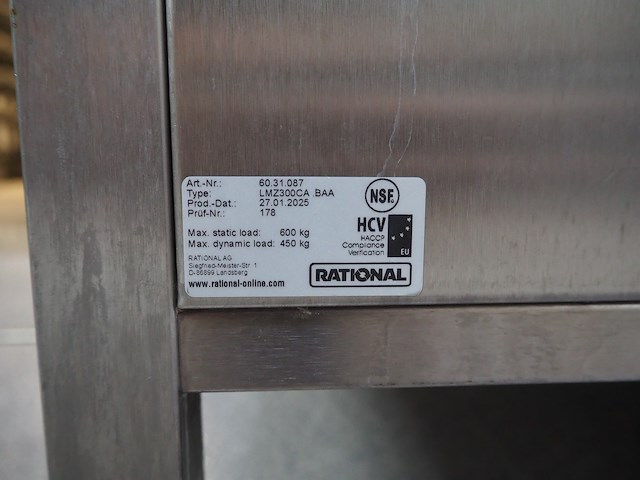 Art.-Nr.: 60.31.087
Type: LMZ300CA .BAA
Prod.-Dat.: 27.01.2025
Prüf-Nr.: 178
NSF.
Max. static load: 600 kg
Max. dynamic load: 450 kg
HCV
HACCP
Compliance
Verification
EU
RATIONAL AG
Siegfried-Meister-Str. 1
D-86899 Landsberg
www.rational-online.com
RATIONAL